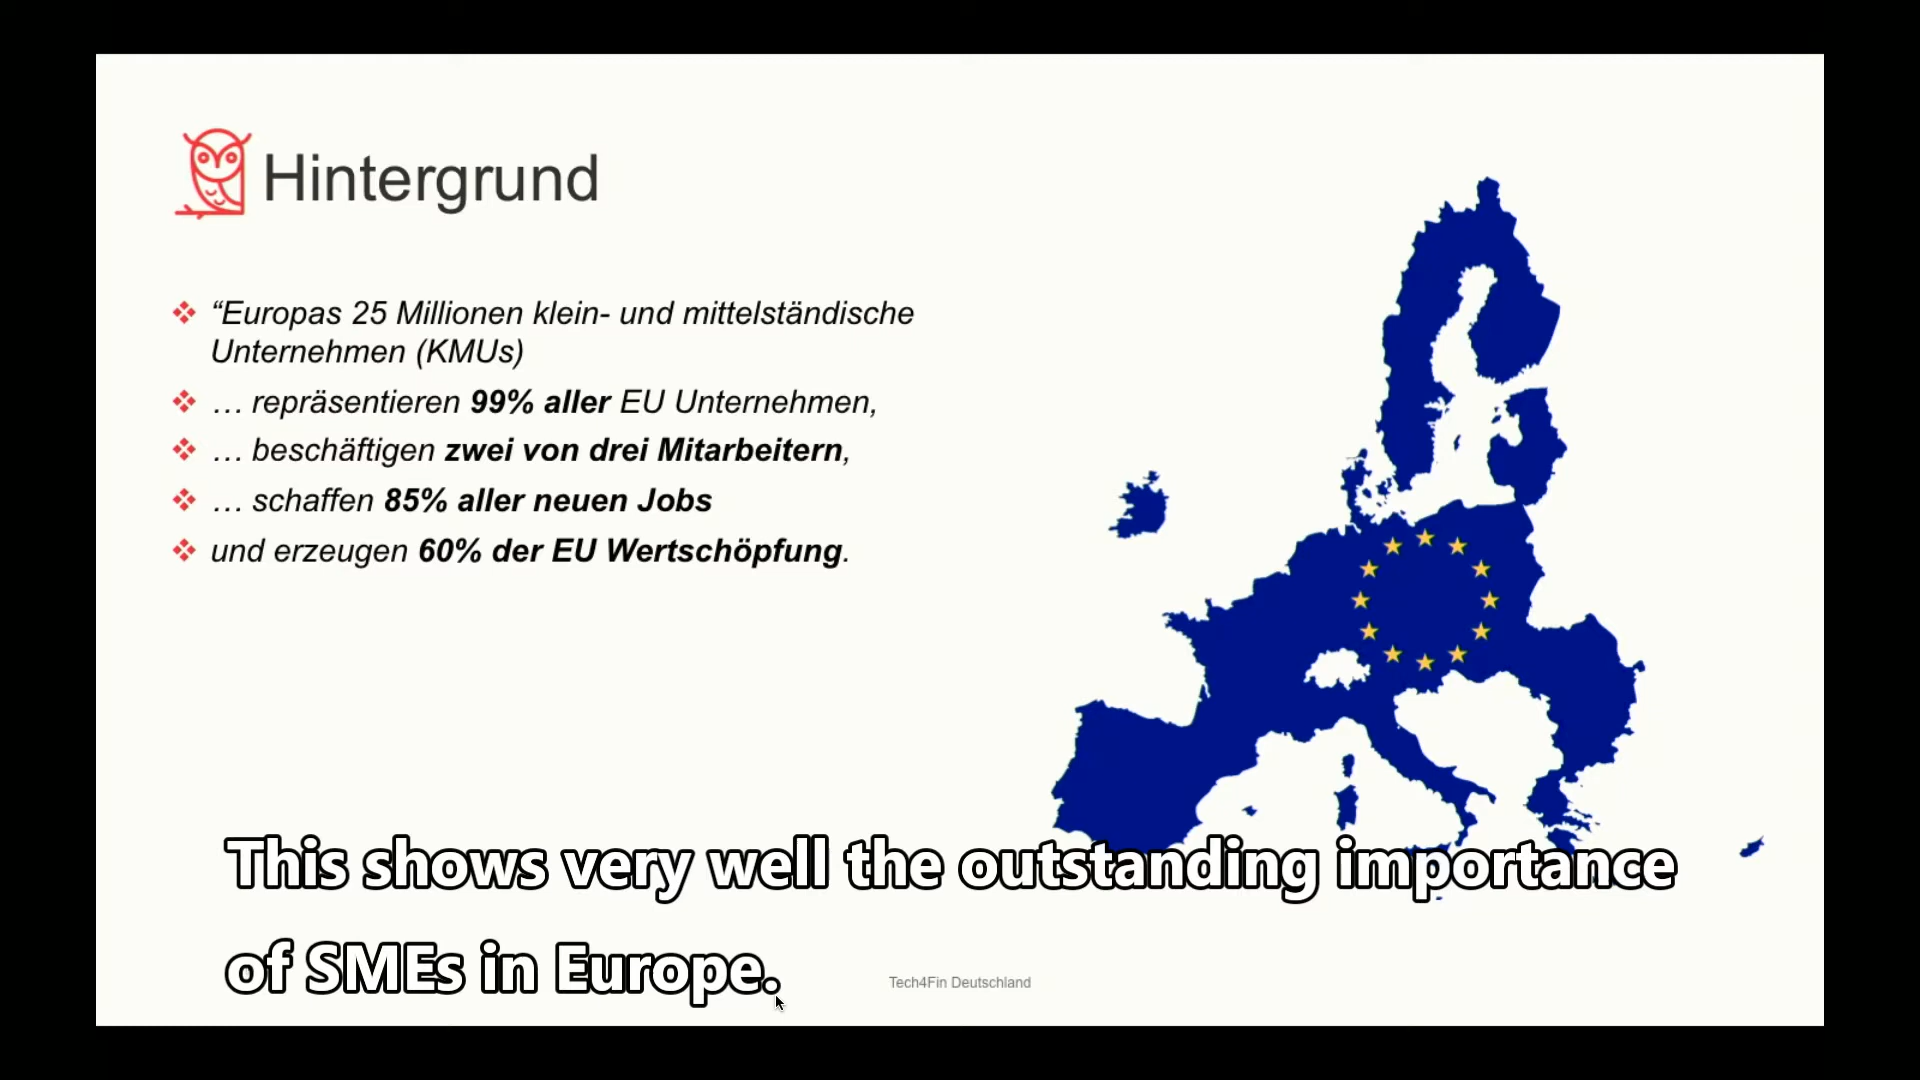 Hintergrund
“Europas 25 Millionen klein- und mittelständische
Unternehmen (KMUs)
… repräsentieren 99% aller EU Unternehmen,
… beschäftigen zwei von drei Mitarbeitern,
… schaffen 85% aller neuen Jobs
und erzeugen 60% der EU Wertschöpfung.
This shows very well the outstanding importance
of SMEs in Europe.
Tech4Fin Deutschland